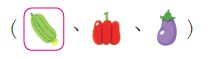 ( 、 、 )